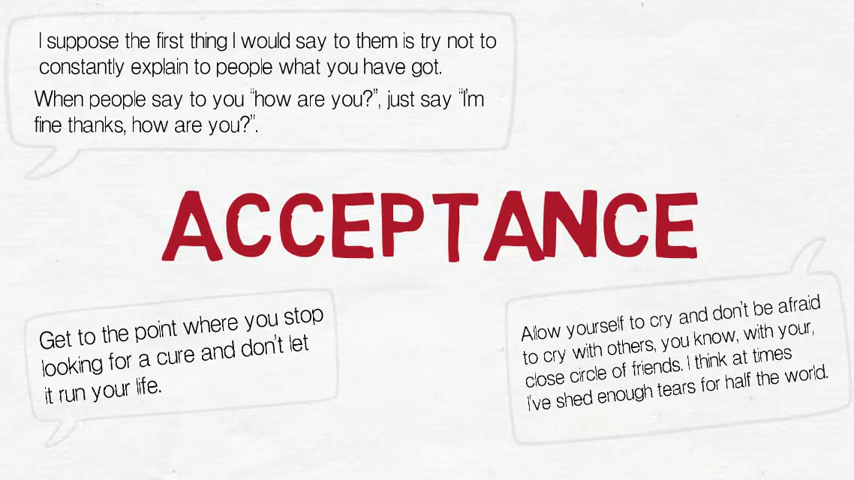 I suppose the first thing I would say to them is try not to
constantly explain to people what you have got.
When people say to you "how are you?", just say "I'm
fine thanks, how are you?".
ACCEPTANCE
Get to the point where you stop
looking for a cure and don't let
it run your life.
Allow yourself to cry and don't be afraid
to cry with others, you know, with your,
close circle of friends. I think at times
I've shed enough tears for half the world.